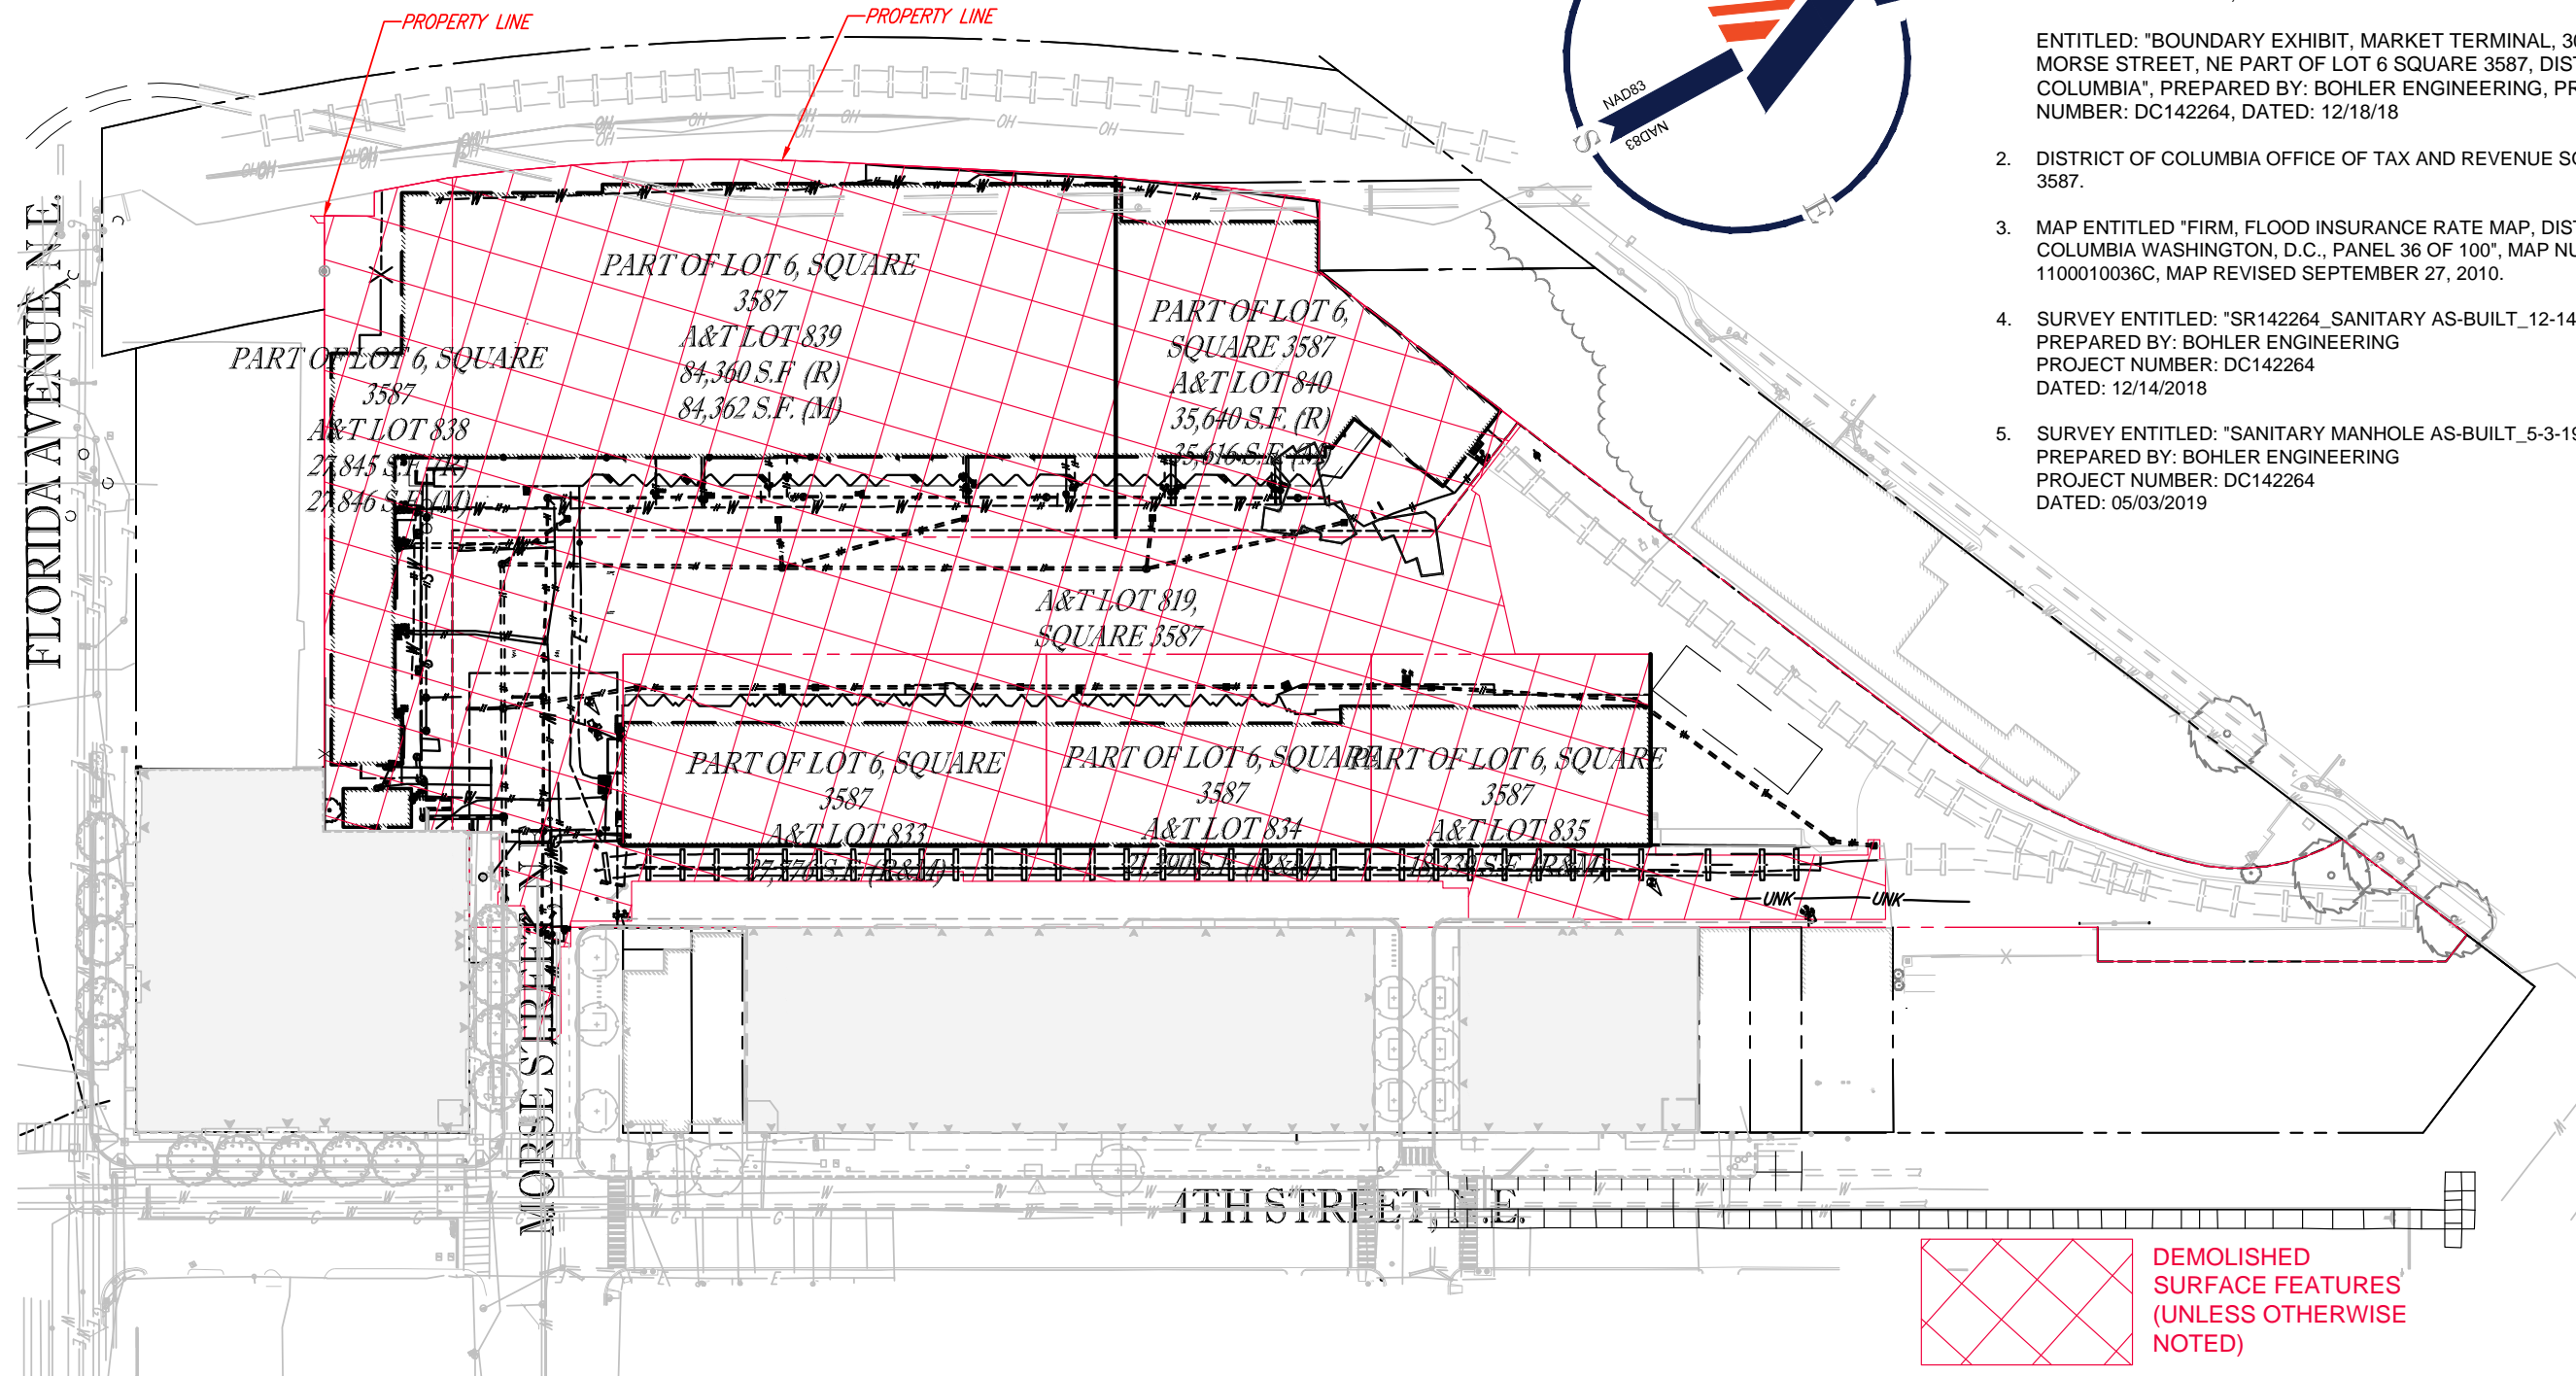 PROPERTY LINE
PROPERTY LINE
NAD83
NAD83
S
E
ENTITLED: "BOUNDARY EXHIBIT, MARKET TERMINAL,
MORSE STREET, NE PART OF LOT 6 SQUARE 3587,
COLUMBIA", PREPARED BY: BOHLER ENGINEERING,
NUMBER: DC142264, DATED: 12/18/18
2. DISTRICT OF COLUMBIA OFFICE OF TAX AND REVENUE
3587.
3. MAP ENTITLED "FIRM, FLOOD INSURANCE RATE MAP,
COLUMBIA WASHINGTON, D.C., PANEL 36 OF 100", MAP
1100010036C, MAP REVISED SEPTEMBER 27, 2010.
4. SURVEY ENTITLED: "SR142264_SANITARY AS-BUILT_12-14
PREPARED BY: BOHLER ENGINEERING
PROJECT NUMBER: DC142264
DATED: 12/14/2018
5. SURVEY ENTITLED: "SANITARY MANHOLE AS-BUILT_5-3-19
PREPARED BY: BOHLER ENGINEERING
PROJECT NUMBER: DC142264
DATED: 05/03/2019
FLORIDA AVENUE, N.E.
PART OF LOT 6, SQUARE
3587
A&T LOT 838
27,845 S.F. (R)
27,846 S.F. (M)
PART OF LOT 6, SQUARE
3587
A&T LOT 839
84,360 S.F. (R)
84,362 S.F. (M)
PART OF LOT 6,
SQUARE 3587
A&T LOT 840
35,640 S.F. (R)
35,616 S.F. (M)
A&T LOT 819,
SQUARE 3587
PART OF LOT 6, SQUARE
3587
A&T LOT 833
27,770 S.F. (R&M)
PART OF LOT 6, SQUARE
3587
A&T LOT 834
S.F. (R&M)
PART OF LOT 6, SQUARE
3587
A&T LOT 835
S.F. (R&M)
UNK
UNK
MORSE STREET,
4TH STREET, N.E.
DEMOLISHED
SURFACE FEATURES
(UNLESS OTHERWISE
NOTED)